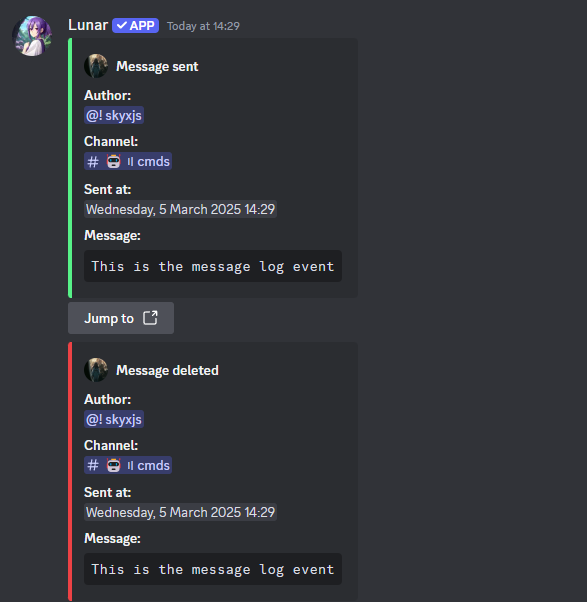 Lunar ✓ APP Today at 14:29
Message sent
Author:
@! skyxjs
Channel:
# 🤖 〢 cmds
Sent at:
Wednesday, 5 March 2025 14:29
Message:
This is the message log event
Jump to
Message deleted
Author:
@! skyxjs
Channel:
# 🤖 〢 cmds
Sent at:
Wednesday, 5 March 2025 14:29
Message:
This is the message log event